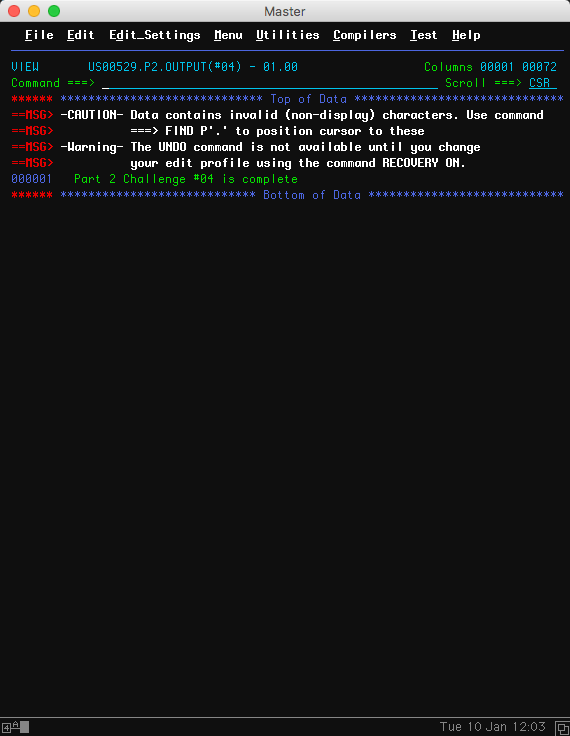 Master
File Edit Edit_Settings Menu Utilities Compilers Test Help
VIEW US00529.P2.OUTPUT(#04) - 01.00 Columns 00001 00072
Command ===> Scroll ===> CSR
****** ***************************** Top of Data ******************************
==MSG> -CAUTION- Data contains invalid (non-display) characters. Use command
==MSG> ===> FIND P'.' to position cursor to these
==MSG> -Warning- The UNDO command is not available until you change
==MSG> your edit profile using the command RECOVERY ON.
000001 Part 2 Challenge #04 is complete
****** **************************** Bottom of Data ****************************
4 A Tue 10 Jan 12:03